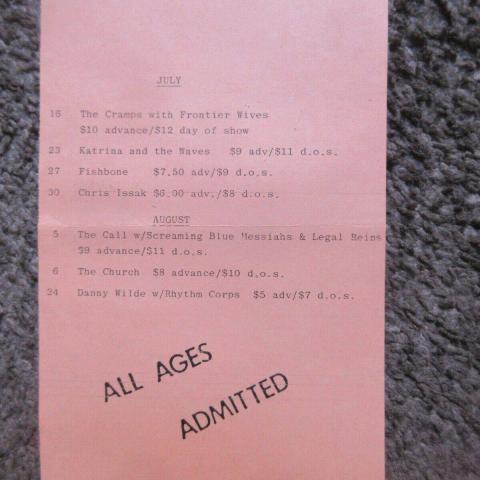 JULY
16 The Cramps with Frontier Wives
$10 advance/$12 day of show
23 Katrina and the Waves $9 adv/$11 d.o.s.
27 Fishbone $7.50 adv/$9 d.o.s.
30 Chris Issak $6.00 adv./$8 d.o.s.
AUGUST
5 The Call w/Screaming Blue Messiahs & Legal Reins
$9 advance/$11 d.o.s.
6 The Church $8 advance/$10 d.o.s.
24 Danny Wilde w/Rhythm Corps $5 adv/$7 d.o.s.
ALL AGES
ADMITTED